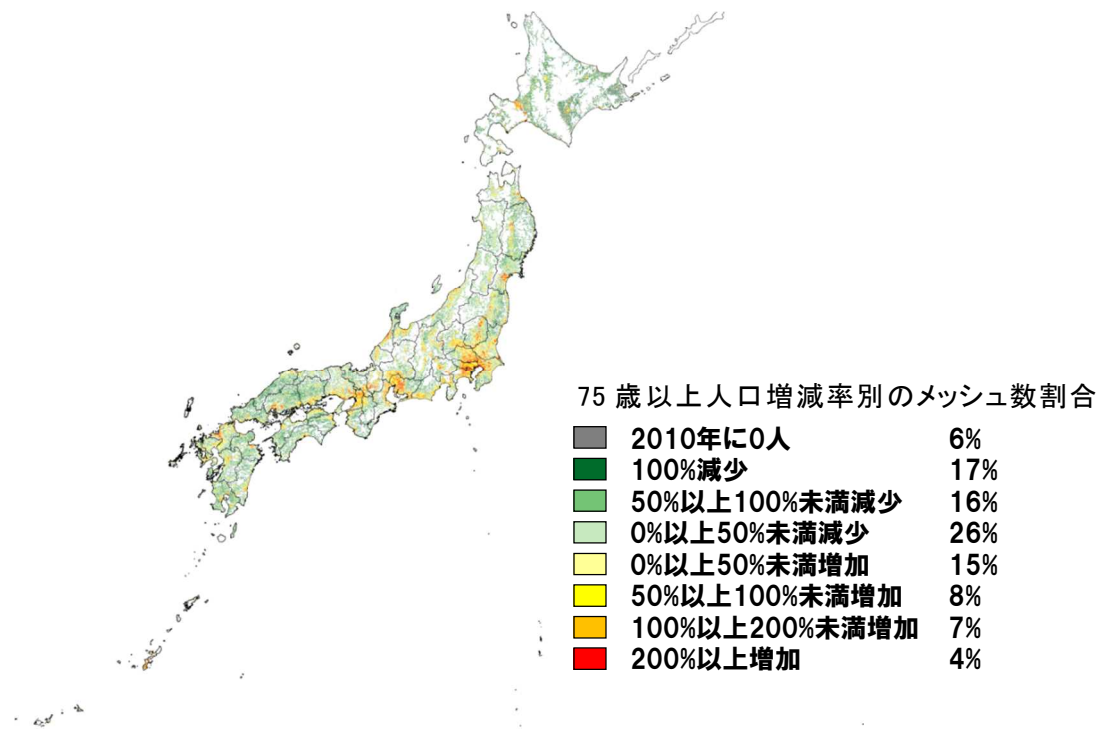 75歳以上人口増減率別のメッシュ数割合
2010年に0人 6%
100%減少 17%
50%以上100%未満減少 16%
0%以上50%未満減少 26%
0%以上50%未満増加 15%
50%以上100%未満増加 8%
100%以上200%未満増加 7%
200%以上増加 4%